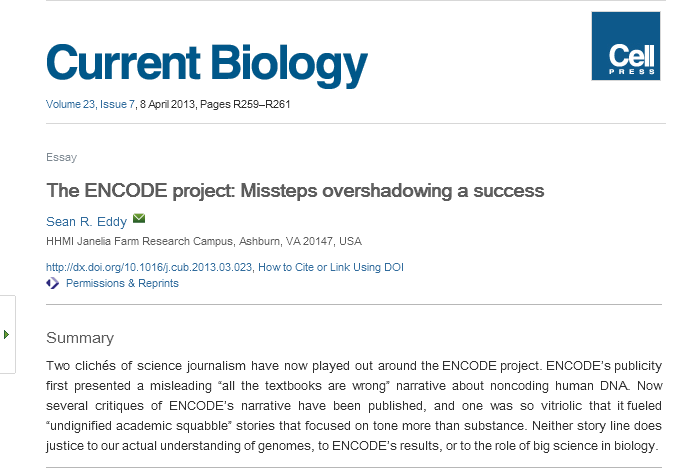 Current Biology
Cell
PRESS
Volume 23, Issue 7, 8 April 2013, Pages R259–R261
Essay
The ENCODE project: Missteps overshadowing a success
Sean R. Eddy
HHMI Janelia Farm Research Campus, Ashburn, VA 20147, USA
http://dx.doi.org/10.1016/j.cub.2013.03.023, How to Cite or Link Using DOI
Permissions & Reprints
Summary
Two clichés of science journalism have now played out around the ENCODE project. ENCODE’s publicity
first presented a misleading “all the textbooks are wrong” narrative about noncoding human DNA. Now
several critiques of ENCODE’s narrative have been published, and one was so vitriolic that it fueled
“undignified academic squabble” stories that focused on tone more than substance. Neither story line does
justice to our actual understanding of genomes, to ENCODE’s results, or to the role of big science in biology.